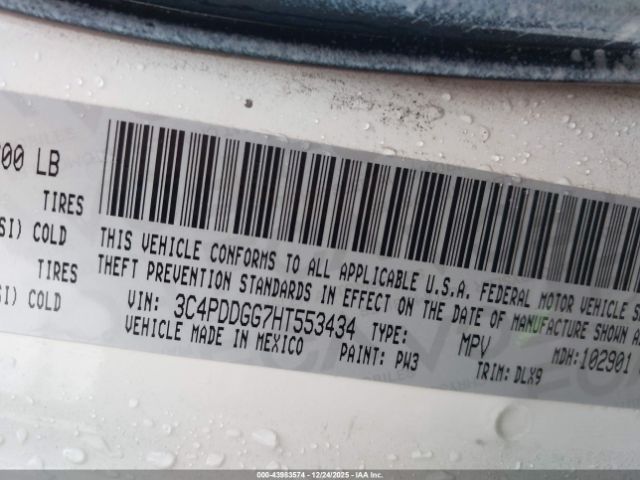 00 LB
TIRES
SI) COLD
TIRES
SI) COLD
THIS VEHICLE CONFORMS TO ALL APPLICABLE U.S.A. FEDERAL MOTOR VEHICLE
THEFT PREVENTION STANDARDS IN EFFECT ON THE DATE OF MANUFACTURE SHOWN
VIN: 3C4PDDGG7HT553434 TYPE: MPV MDH:102901
VEHICLE MADE IN MEXICO PAINT: PW3 TRIM: DLX9
000-43983574 - 12/24/2025 - IAA Inc.